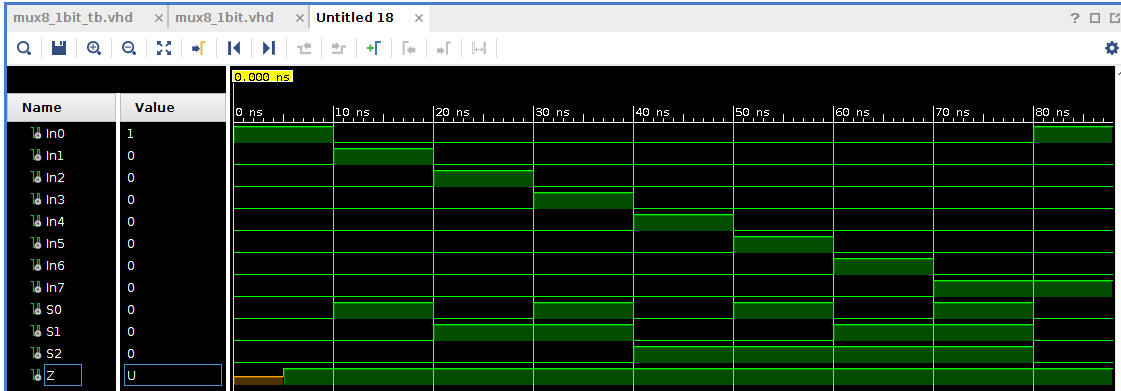 mux8_1bit_tb.vhd × mux8_1bit.vhd × Untitled 18 × ?
0.000 ns
Name Value
0 ns 10 ns 20 ns 30 ns 40 ns 50 ns 60 ns 70 ns 80 ns
In0 1
In1 0
In2 0
In3 0
In4 0
In5 0
In6 0
In7 0
S0 0
S1 0
S2 0
Z U